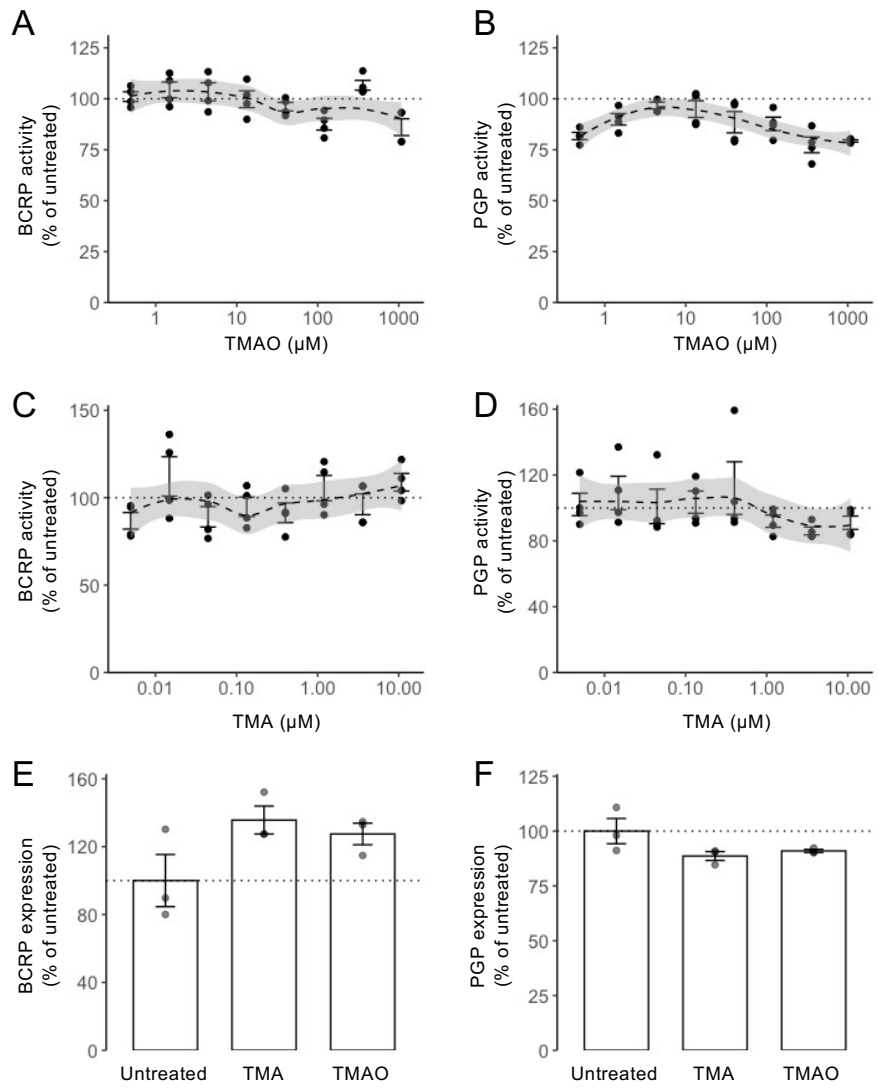 A
BCRP activity
(% of untreated)
125
100
75
50
25
0
1
10
100
1000
TMAO (µM)
B
PGP activity
(% of untreated)
125
100
75
50
25
0
1
10
100
1000
TMAO (µM)
C
BCRP activity
(% of untreated)
150
100
50
0
0.01
0.10
1.00
10.00
TMA (µM)
D
PGP activity
(% of untreated)
160
120
80
40
0
0.01
0.10
1.00
10.00
TMA (µM)
E
BCRP expression
(% of untreated)
160
120
80
40
0
Untreated
TMA
TMAO
F
PGP expression
(% of untreated)
125
100
75
50
25
0
Untreated
TMA
TMAO